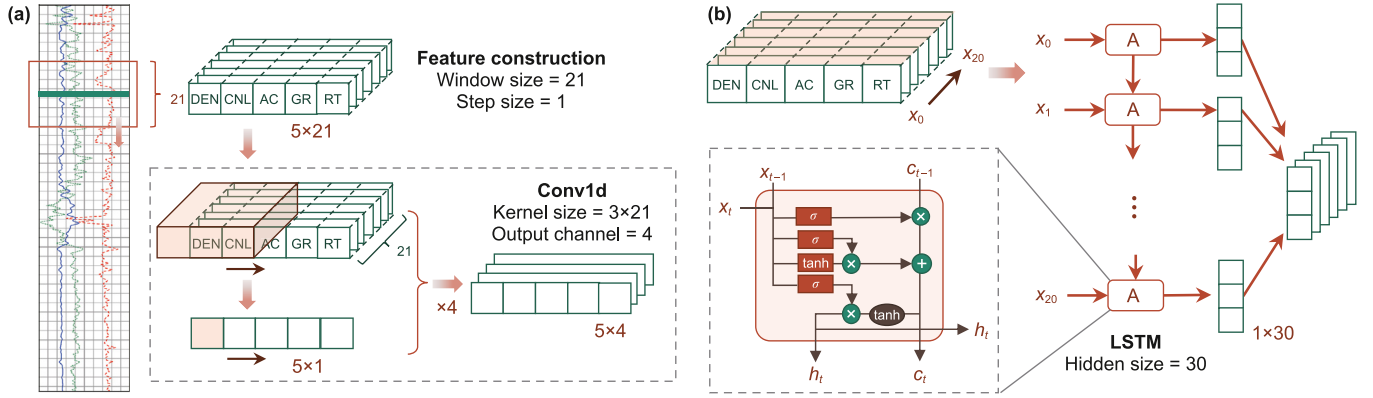 (a)
21
DEN CNL AC GR RT
5×21
Feature construction
Window size = 21
Step size = 1
Conv1d
Kernel size = 3×21
Output channel = 4
DEN CNL AC GR RT
21
×4
5×1
5×4
(b)
DEN CNL AC GR RT
x₂₀
x₀
x₀
A
x₁
A
⋮
x₂₀
A
1×30
LSTM
Hidden size = 30
xₜ₋₁
cₜ₋₁
xₜ
σ
×
σ
tanh
×
+
σ
×
tanh
hₜ
hₜ
cₜ